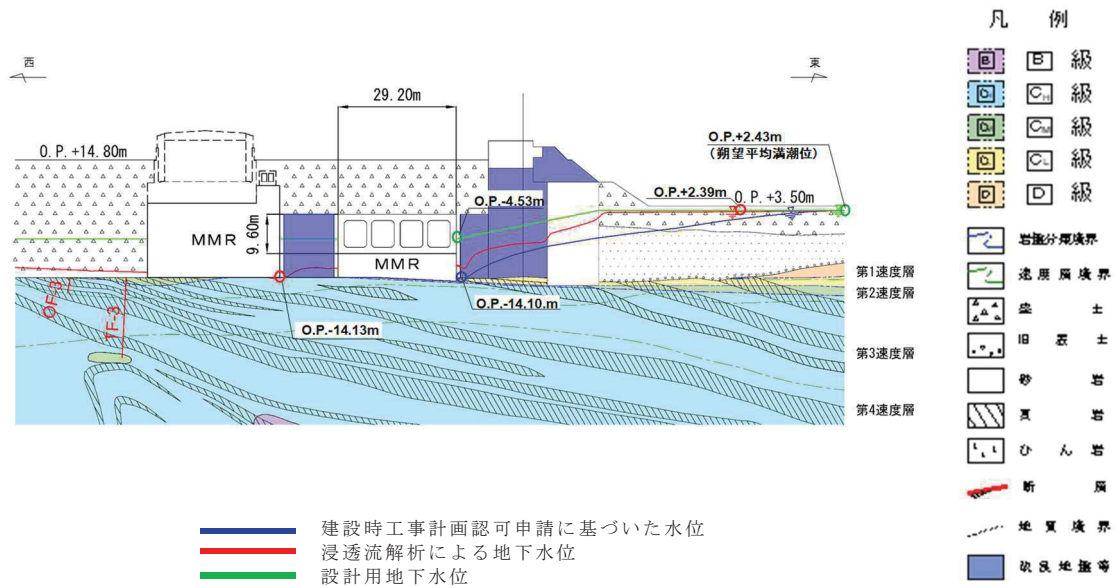 西
東
29.20m
O.P.+14.80m
O.P.+2.43m
(朔望平均満潮位)
O.P.+2.39m
O.P.+3.50m
O.P.-4.53m
MMR
9.60m
MMR
O.P.-14.10.m
O.P.-14.13m
OF-3
TF-3
第1速度層
第2速度層
第3速度層
第4速度層
建設時工事計画認可申請に基づいた水位
浸透流解析による地下水位
設計用地下水位
凡 例
B B 級
CH 級
CM 級
CL 級
D D 級
岩盤分類境界
速度層境界
盛 土
旧 表 土
砂 岩
頁 岩
ひ ん 岩
断 層
地 質 境 界
改良地盤等